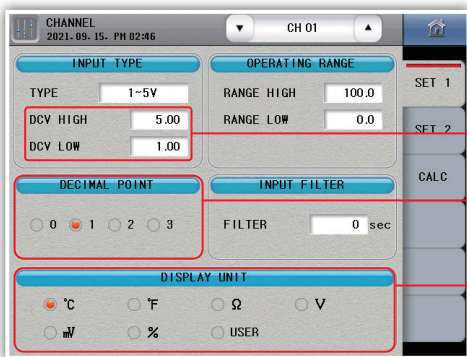 CHANNEL
2021.09.15. PM 02:46
▼ CH 01 ▲
INPUT TYPE
TYPE 1~5V
DCV HIGH 5.00
DCV LOW 1.00
OPERATING RANGE
RANGE HIGH 100.0
RANGE LOW 0.0
DECIMAL POINT
0 1 2 3
INPUT FILTER
FILTER 0 sec
DISPLAY UNIT
℃ ℉ Ω V
mV % USER
SET 1
SET 2
CALC